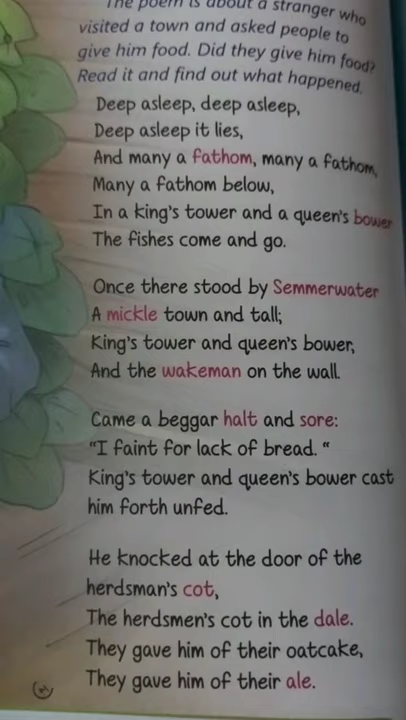 The poem is about a stranger who
visited a town and asked people to
give him food. Did they give him food?
Read it and find out what happened.
Deep asleep, deep asleep,
Deep asleep it lies,
And many a fathom, many a fathom,
Many a fathom below,
In a king's tower and a queen's bower
The fishes come and go.
Once there stood by Semmerwater
A mickle town and tall;
King's tower and queen's bower,
And the wakeman on the wall.
Came a beggar halt and sore:
"I faint for lack of bread. "
King's tower and queen's bower cast
him forth unfed.
He knocked at the door of the
herdsman's cot,
The herdsmen's cot in the dale.
They gave him of their oatcake,
They gave him of their ale.